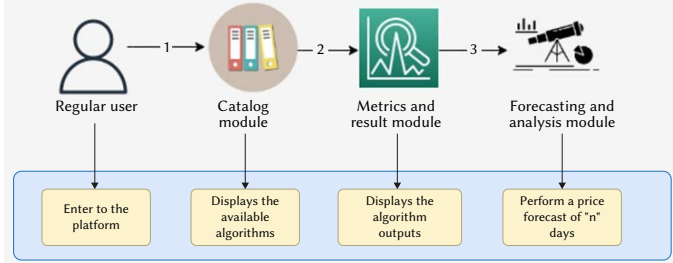 1
2
3
Regular user
Catalog
module
Metrics and
result module
Forecasting and
analysis module
Enter to the
platform
Displays the
available
algorithms
Displays the
algorithm
outputs
Perform a price
forecast of "n"
days